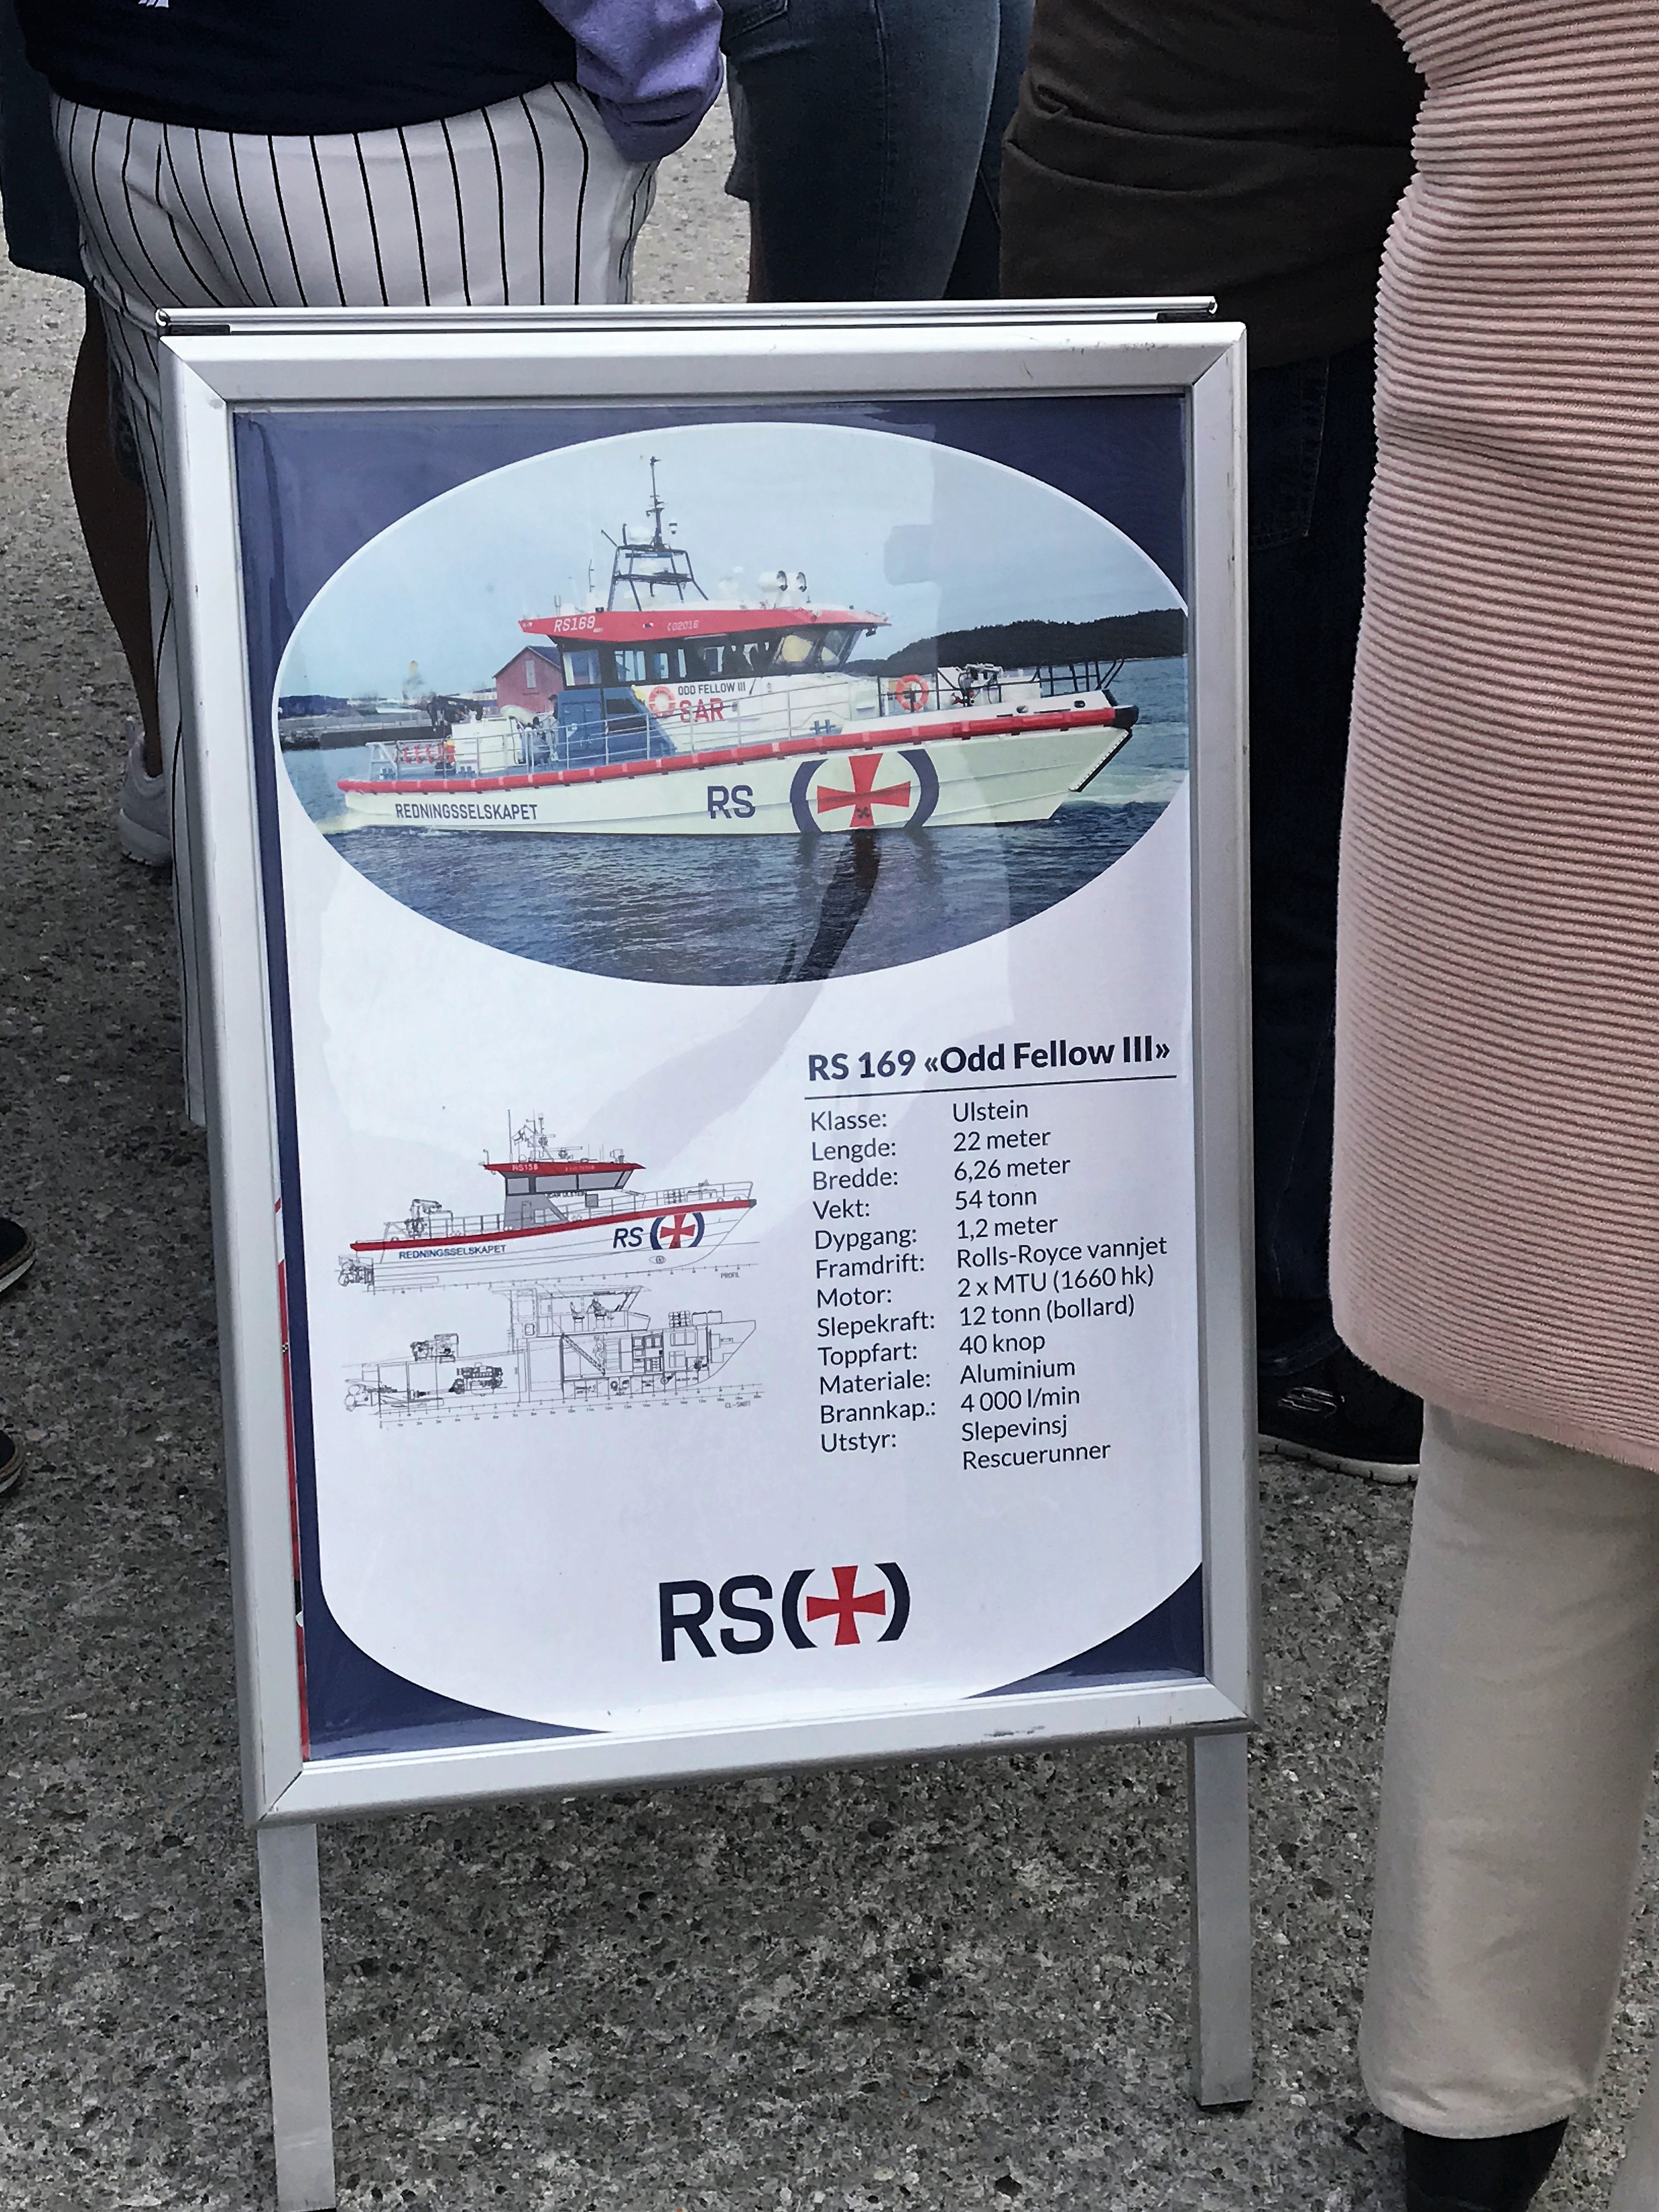 RS169
ODD FELLOW III
SAR
RS
REDNINGSSELSKAPET
RS 169 «Odd Fellow III»
Klasse: Ulstein
Lengde: 22 meter
Bredde: 6,26 meter
Vekt: 54 tonn
Dypgang: 1,2 meter
Framdrift: Rolls-Royce vannjet
Motor: 2 x MTU (1660 hk)
Slepekraft: 12 tonn (bollard)
Toppfart: 40 knop
Materiale: Aluminium
Brannkap.: 4 000 l/min
Utstyr: Slepevinsj
Rescuerunner
RS
REDNINGSSELSKAPET
PROFIL
RS